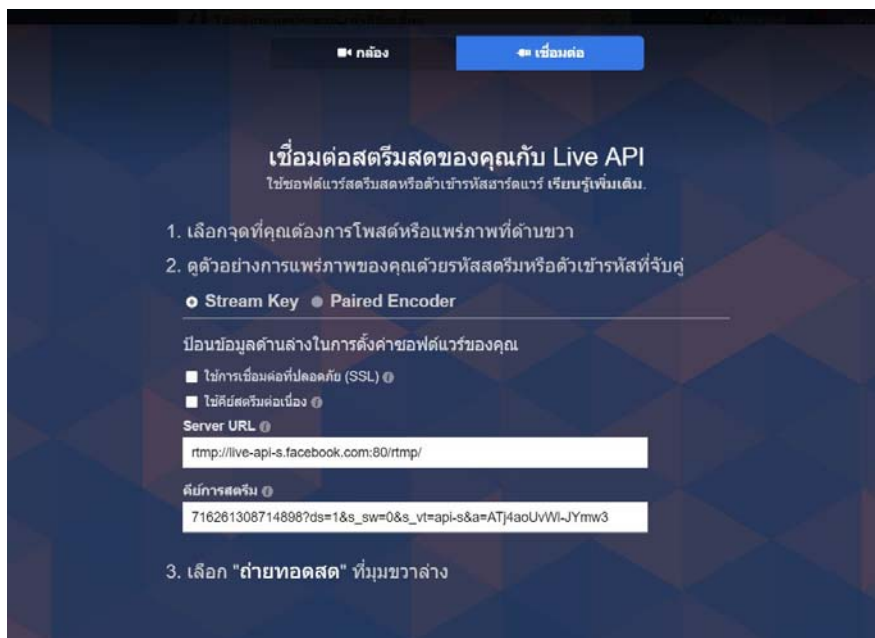 กล้อง
เชื่อมต่อ
เชื่อมต่อสตรีมสดของคุณกับ Live API
ใช้ซอฟต์แวร์สตรีมสดหรือตัวเข้ารหัสฮาร์ดแวร์ เรียนรู้เพิ่มเติม.
1. เลือกจุดที่คุณต้องการโพสต์หรือแพร่ภาพที่ด้านขวา
2. ดูตัวอย่างการแพร่ภาพของคุณด้วยรหัสสตรีมหรือตัวเข้ารหัสที่จับคู่
Stream Key Paired Encoder
ป้อนข้อมูลด้านล่างในการตั้งค่าซอฟต์แวร์ของคุณ
ใช้การเชื่อมต่อที่ปลอดภัย (SSL)
ใช้คีย์สตรีมต่อเนื่อง
Server URL
rtmp://live-api-s.facebook.com:80/rtmp/
คีย์การสตรีม
716261308714898?ds=1&s_sw=0&s_vt=api-s&a=ATj4aoUvWl-JYmw3
3. เลือก "ถ่ายทอดสด" ที่มุมขวาล่าง